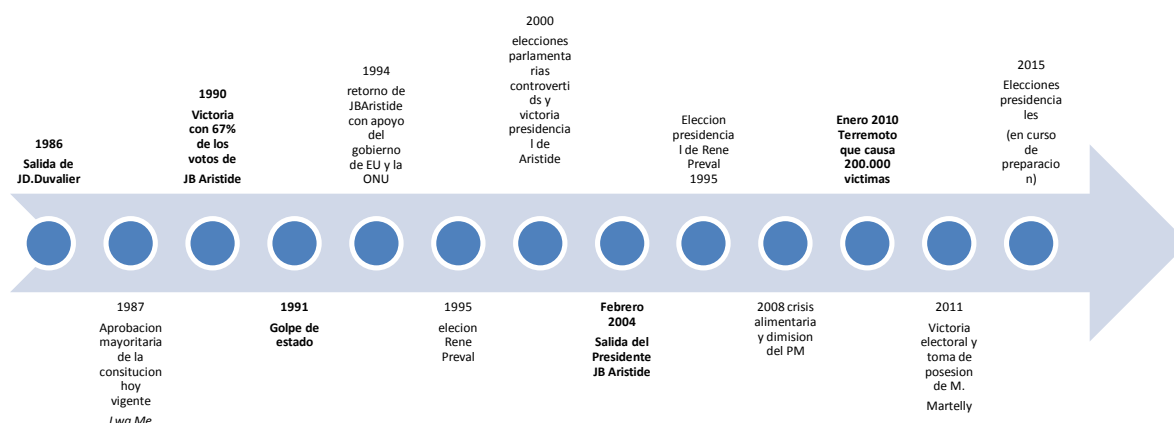 1986
Salida de
JD.Duvalier
1987
Aprobacion
mayoritaria
de la
consitucion
hoy
vigente
Lwa Me
1990
Victoria
con 67%
de los
votos de
JB Aristide
1991
Golpe de
estado
1994
retorno de
JBAristide
con apoyo
del
gobierno
de EU y la
ONU
1995
elecion
Rene
Preval
2000
elecciones
parlamenta
rias
controverti
ds y
victoria
presidencia
l de
Aristide
Febrero
2004
Salida del
Presidente
JB Aristide
Eleccion
presidencia
l de Rene
Preval
1995
2008 crisis
alimentaria
y dimision
del PM
Enero 2010
Terremoto
que causa
200.000
victimas
2011
Victoria
electoral y
toma de
posesion
de M.
Martelly
2015
Elecciones
presidencia
les
(en curso
de
preparacio
n)